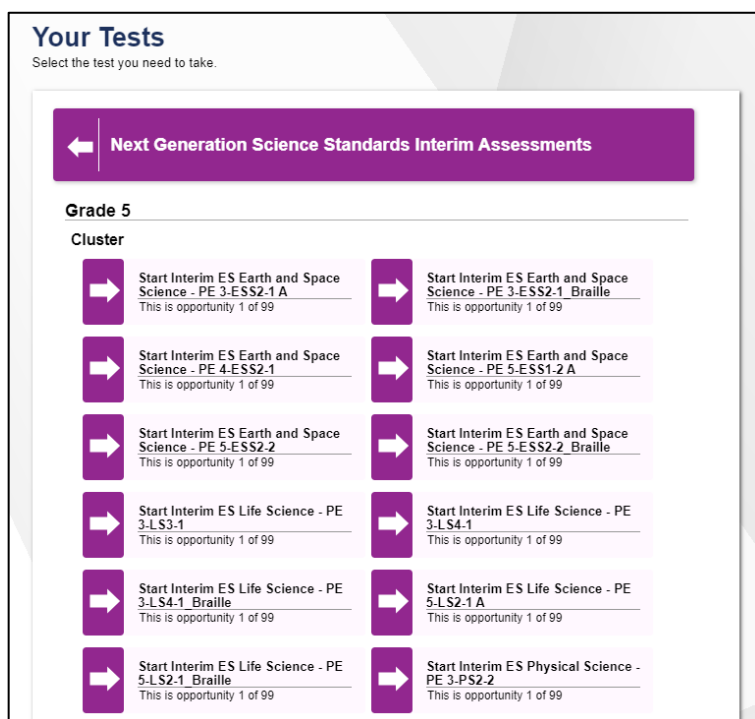 Your Tests
Select the test you need to take.
Next Generation Science Standards Interim Assessments
Grade 5
Cluster
Start Interim ES Earth and Space
Science - PE 3-ESS2-1 A
This is opportunity 1 of 99
Start Interim ES Earth and Space
Science - PE 3-ESS2-1_Braille
This is opportunity 1 of 99
Start Interim ES Earth and Space
Science - PE 4-ESS2-1
This is opportunity 1 of 99
Start Interim ES Earth and Space
Science - PE 5-ESS1-2 A
This is opportunity 1 of 99
Start Interim ES Earth and Space
Science - PE 5-ESS2-2
This is opportunity 1 of 99
Start Interim ES Earth and Space
Science - PE 5-ESS2-2_Braille
This is opportunity 1 of 99
Start Interim ES Life Science - PE
3-LS3-1
This is opportunity 1 of 99
Start Interim ES Life Science - PE
3-LS4-1
This is opportunity 1 of 99
Start Interim ES Life Science - PE
3-LS4-1_Braille
This is opportunity 1 of 99
Start Interim ES Life Science - PE
5-LS2-1 A
This is opportunity 1 of 99
Start Interim ES Life Science - PE
5-LS2-1_Braille
This is opportunity 1 of 99
Start Interim ES Physical Science -
PE 3-PS2-2
This is opportunity 1 of 99